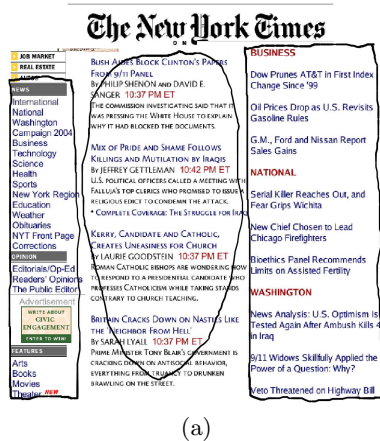 The New York Times
ON
JOB MARKET
REAL ESTATE
AUTOS
NEWS
International
National
Washington
Campaign 2004
Business
Technology
Science
Health
Sports
New York Region
Education
Weather
Obituaries
NYT Front Page
Corrections
OPINION
Editorials/Op-Ed
Readers' Opinions
The Public Editor
Advertisement
WRITE ABOUT
CIVIC
ENGAGEMENT
ENTER TO WIN!
FEATURES
Arts
Books
Movies
Theater NEW
BUSH AIDES BLOCK CLINTON'S PAPERS
FROM 9/11 PANEL
BY PHILIP SHENON AND DAVID E.
SANGER 10:37 PM ET
THE COMMISSION INVESTIGATING SAID THAT IT
WAS PRESSING THE WHITE HOUSE TO EXPLAIN
WHY IT HAD BLOCKED THE DOCUMENTS.
MIX OF PRIDE AND SHAME FOLLOWS
KILLINGS AND MUTILATION BY IRAQIS
BY JEFFREY GETTLEMAN 10:42 PM ET
U.S. POLITICAL OFFICERS CALLED A MEETING WITH
FALLUJA'S TOP CLERICS WHO PROMISED TO ISSUE A
RELIGIOUS EDICT TO CONDEMN THE ATTACK.
• COMPLETE COVERAGE: THE STRUGGLE FOR IRAQ
KERRY, CANDIDATE AND CATHOLIC,
CREATES UNEASINESS FOR CHURCH
BY LAURIE GOODSTEIN 10:37 PM ET
ROMAN CATHOLIC BISHOPS ARE WONDERING HOW
TO RESPOND TO A PRESIDENTIAL CANDIDATE WHO
PROFESSES CATHOLICISM WHILE TAKING STANDS
CONTRARY TO CHURCH TEACHING.
BRITAIN CRACKS DOWN ON NASTIES LIKE
THE 'NEIGHBOR FROM HELL'
BY SARAH LYALL 10:37 PM ET
PRIME MINISTER TONY BLAIR'S GOVERNMENT IS
CRACKING DOWN ON ANTISOCIAL BEHAVIOR,
EVERYTHING FROM TRUANCY TO DRUNKEN
BRAWLING ON THE STREET.
BUSINESS
Dow Prunes AT&T in First Index
Change Since '99
Oil Prices Drop as U.S. Revisits
Gasoline Rules
G.M., Ford and Nissan Report
Sales Gains
NATIONAL
Serial Killer Reaches Out, and
Fear Grips Wichita
New Chief Chosen to Lead
Chicago Firefighters
Bioethics Panel Recommends
Limits on Assisted Fertility
WASHINGTON
News Analysis: U.S. Optimism Is
Tested Again After Ambush Kills 4
in Iraq
9/11 Widows Skillfully Applied the
Power of a Question: Why?
Veto Threatened on Highway Bill
(a)